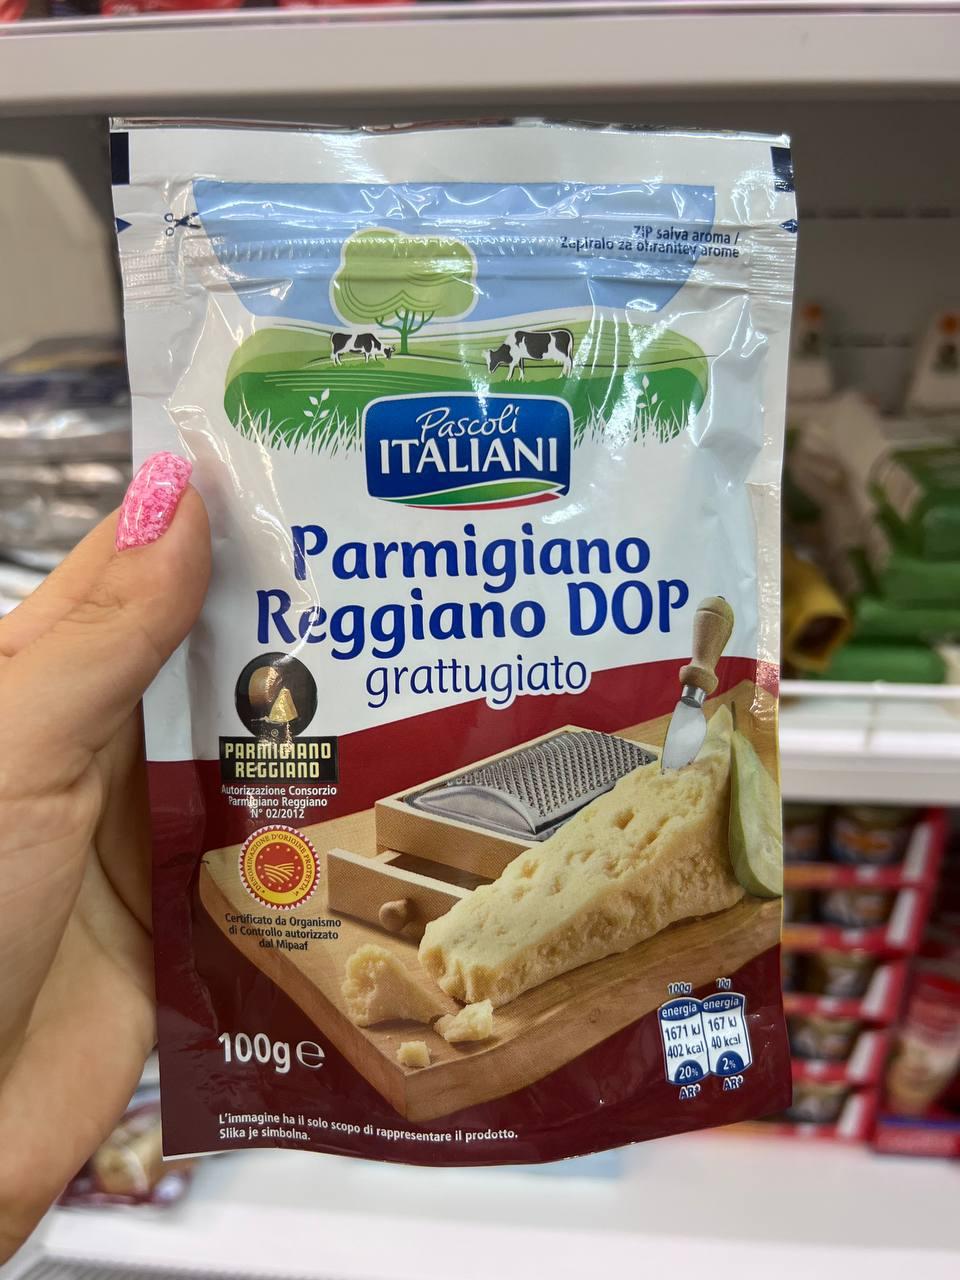 ZIP salva aroma /
Zapiralo za ohranitev arome
Pascoli
ITALIANI
Parmigiano
Reggiano DOP
grattugiato
PARMIGIANO
REGGIANO
Autorizzazione Consorzio
Parmigiano Reggiano
N° 02/2012
DENOMINAZIONE D'ORIGINE PROTETTA
Certificato da Organismo
di Controllo autorizzato
dal Mipaaf
100g 10g
energia energia
1671 kJ 167 kJ
402 kcal 40 kcal
20% 2%
AR* AR*
100g e
L'immagine ha il solo scopo di rappresentare il prodotto.
Slika je simbolna.